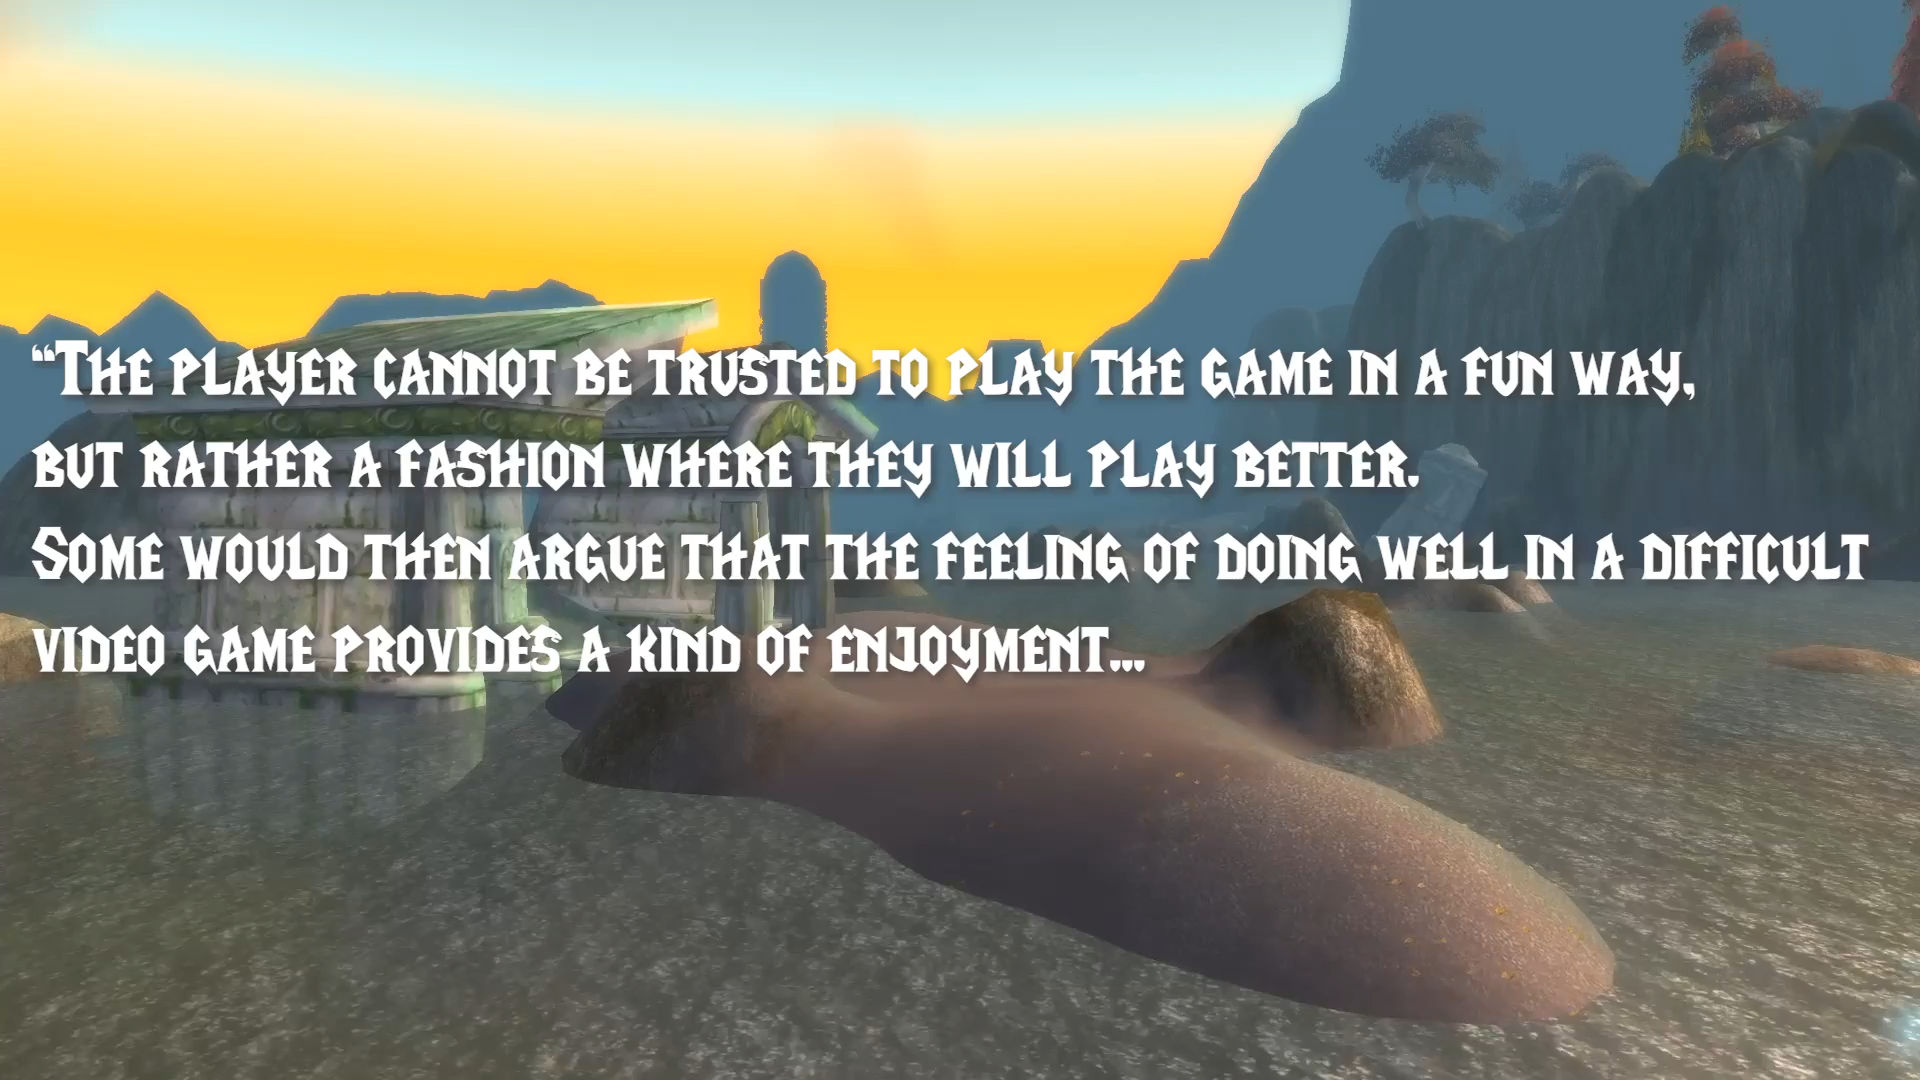 “The player cannot be trusted to play the game in a fun way,
but rather a fashion where they will play better.
Some would then argue that the feeling of doing well in a difficult
video game provides a kind of enjoyment...